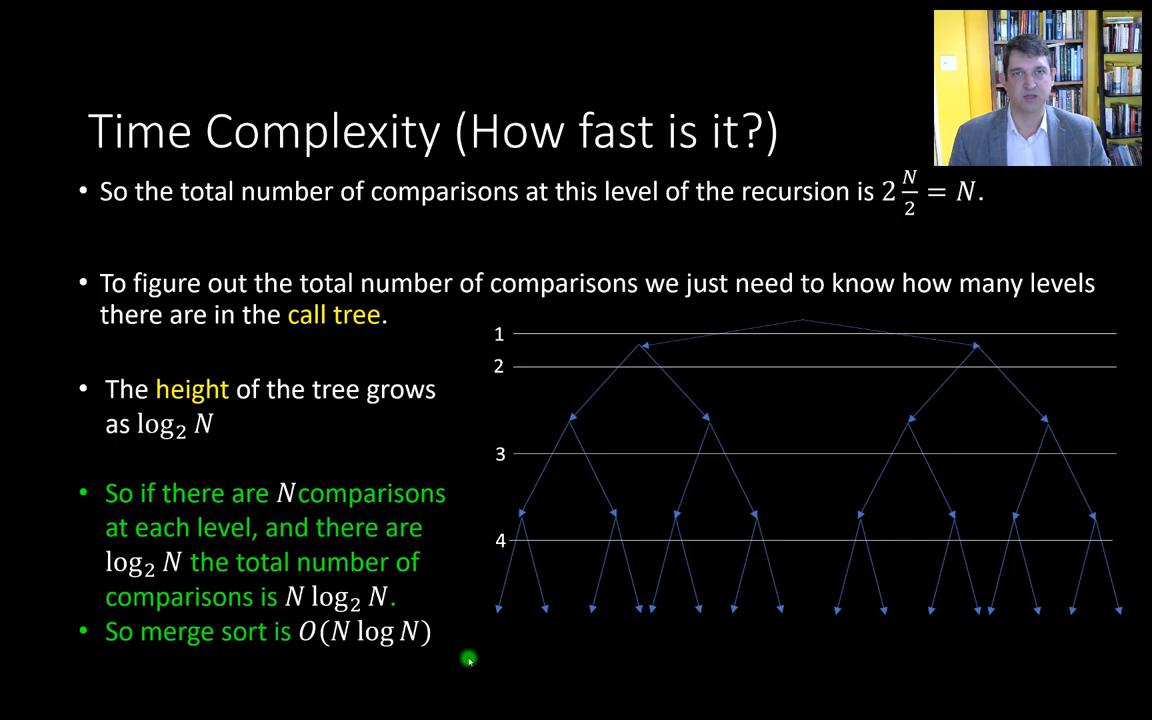 Time Complexity (How fast is it?)
• So the total number of comparisons at this level of the recursion is 2 N/2 = N.
• To figure out the total number of comparisons we just need to know how many levels
there are in the call tree.
1
2
• The height of the tree grows
as log₂ N
3
• So if there are N comparisons
at each level, and there are
4
log₂ N the total number of
comparisons is N log₂ N.
• So merge sort is O(N log N)